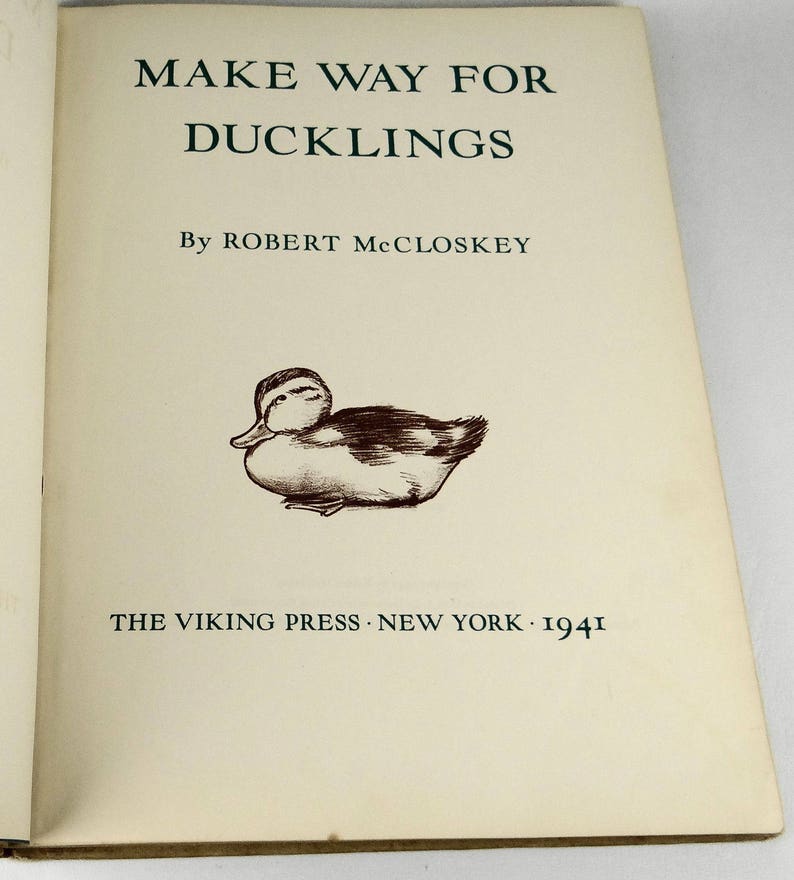 MAKE WAY FOR
DUCKLINGS
By ROBERT McCLOSKEY
THE VIKING PRESS · NEW YORK · 1941